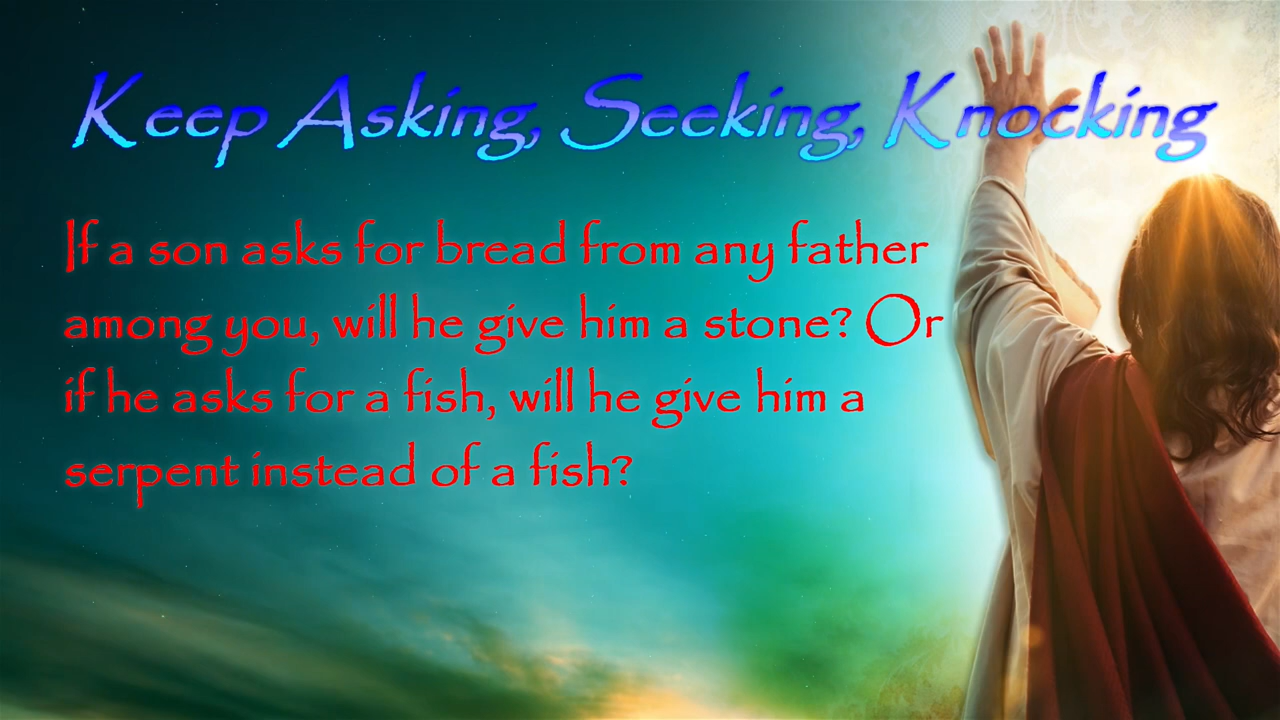 Keep Asking, Seeking, Knocking
If a son asks for bread from any father
among you, will he give him a stone? Or
if he asks for a fish, will he give him a
serpent instead of a fish?